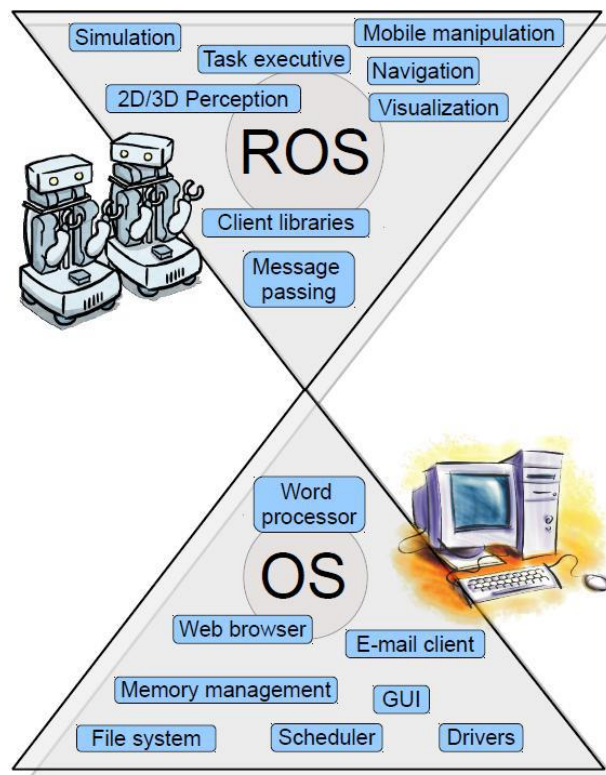 Simulation
Mobile manipulation
Task executive
Navigation
2D/3D Perception
Visualization
ROS
Client libraries
Message
passing
Word
processor
OS
Web browser
E-mail client
Memory management
GUI
File system
Scheduler
Drivers